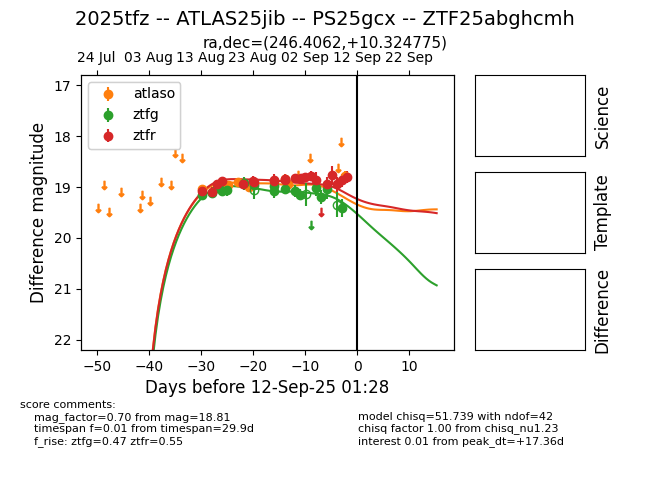 2025tfz -- ATLAS25jib -- PS25gcx -- ZTF25abghcmh
ra,dec=(246.4062,+10.324775)
24 Jul 03 Aug 13 Aug 23 Aug 02 Sep 12 Sep 22 Sep
atlaso
ztfg
ztfr
17
18
19
20
21
22
Difference magnitude
−50 −40 −30 −20 −10 0 10
Days before 12-Sep-25 01:28
Science
Template
Difference
score comments:
mag_factor=0.70 from mag=18.81
timespan f=0.01 from timespan=29.9d
f_rise: ztfg=0.47 ztfr=0.55
model chisq=51.739 with ndof=42
chisq factor 1.00 from chisq_nu1.23
interest 0.01 from peak_dt=+17.36d